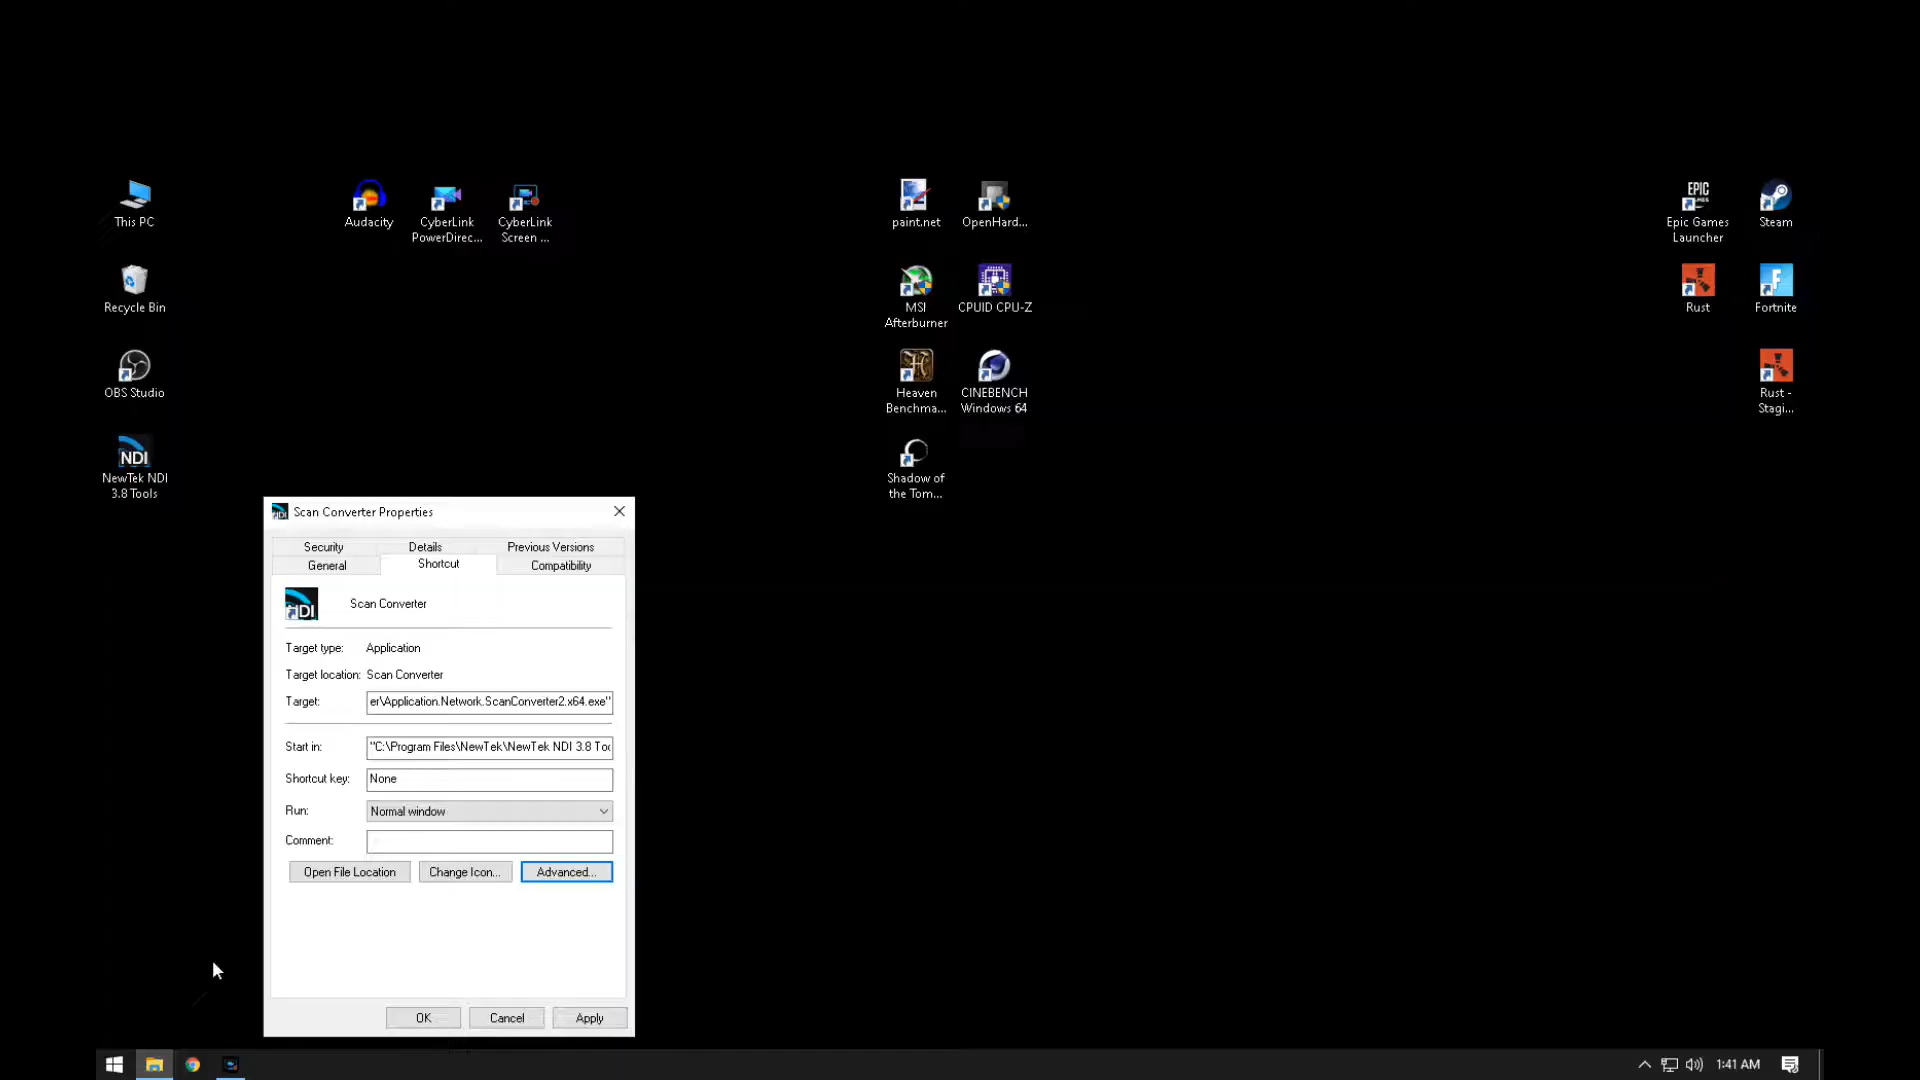 This PC
Audacity
CyberLink
PowerDirec...
CyberLink
Screen ...
paint.net
OpenHard...
EPIC
GAMES
Epic Games
Launcher
Steam
Recycle Bin
MSI
Afterburner
CPUID CPU-Z
Rust
F
Fortnite
OBS Studio
Heaven
Benchma...
CINEBENCH
Windows 64
Rust -
Stagi...
NDI
NewTek NDI
3.8 Tools
Shadow of
the Tom...
Scan Converter Properties
Security
Details
Previous Versions
General
Shortcut
Compatibility
NDI
Scan Converter
Target type:
Application
Target location:
Scan Converter
Target:
er\Application.Network.ScanConverter2.x64.exe"
Start in:
"C:\Program Files\NewTek\NewTek NDI 3.8 Too
Shortcut key:
None
Run:
Normal window
Comment:
Open File Location
Change Icon...
Advanced...
OK
Cancel
Apply
1:41 AM